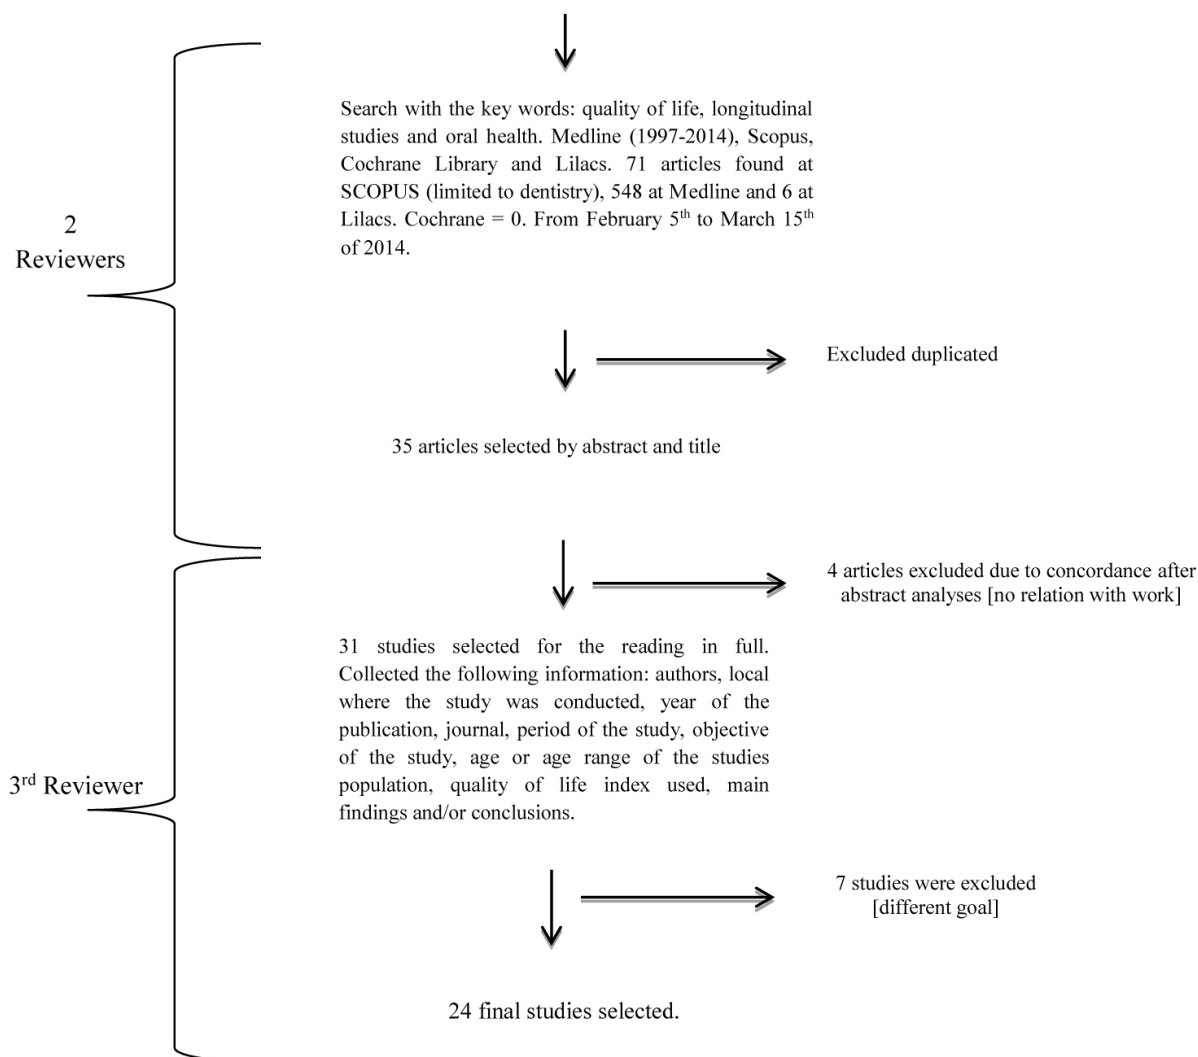 Search with the key words: quality of life, longitudinal
studies and oral health. Medline (1997-2014), Scopus,
Cochrane Library and Lilacs. 71 articles found at
SCOPUS (limited to dentistry), 548 at Medline and 6 at
Lilacs. Cochrane = 0. From February 5th to March 15th
of 2014.
2
Reviewers
Excluded duplicated
35 articles selected by abstract and title
4 articles excluded due to concordance after
abstract analyses [no relation with work]
31 studies selected for the reading in full.
Collected the following information: authors, local
where the study was conducted, year of the
publication, journal, period of the study, objective
of the study, age or age range of the studies
population, quality of life index used, main
findings and/or conclusions.
3rd Reviewer
7 studies were excluded
[different goal]
24 final studies selected.